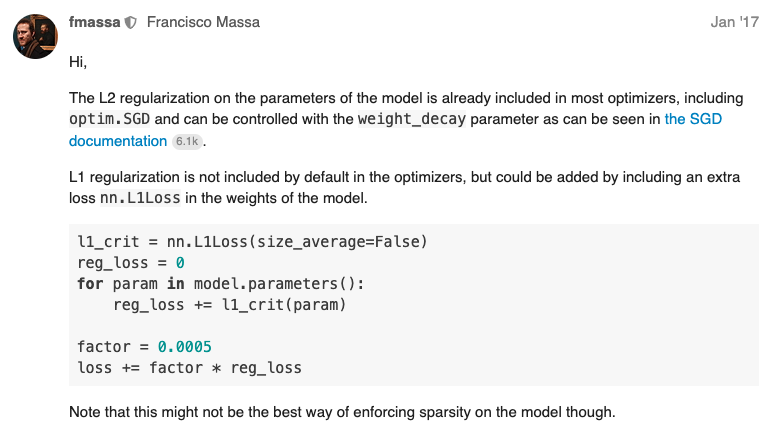 fmassa Francisco Massa Jan '17
Hi,
The L2 regularization on the parameters of the model is already included in most optimizers, including
optim.SGD and can be controlled with the weight_decay parameter as can be seen in the SGD
documentation 6.1k.
L1 regularization is not included by default in the optimizers, but could be added by including an extra
loss nn.L1Loss in the weights of the model.
l1_crit = nn.L1Loss(size_average=False)
reg_loss = 0
for param in model.parameters():
    reg_loss += l1_crit(param)
factor = 0.0005
loss += factor * reg_loss
Note that this might not be the best way of enforcing sparsity on the model though.